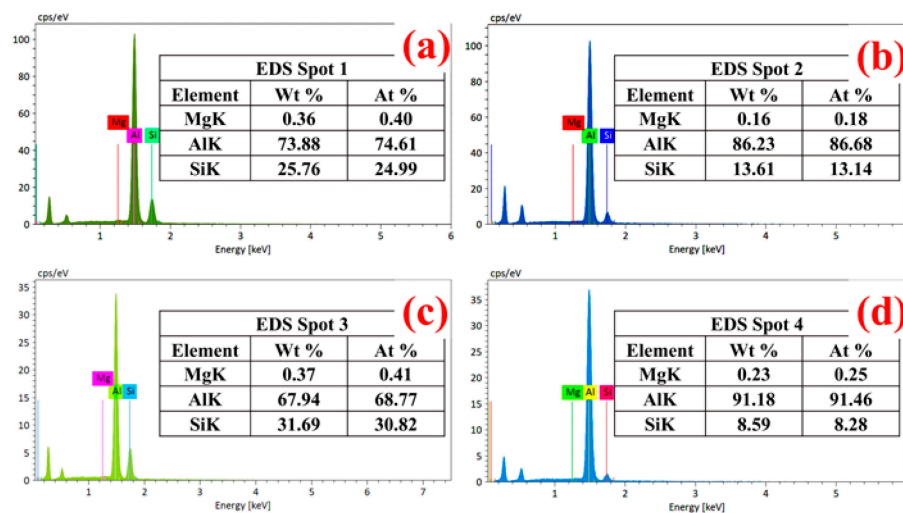 cps/eV
(a)
100
80
60
40
20
0
Mg Al Si
EDS Spot 1
Element Wt % At %
MgK 0.36 0.40
AlK 73.88 74.61
SiK 25.76 24.99
1 2 3 4 5 6
Energy [keV]
cps/eV
(b)
100
80
60
40
20
0
Mg Al Si
EDS Spot 2
Element Wt % At %
MgK 0.16 0.18
AlK 86.23 86.68
SiK 13.61 13.14
1 2 3 4 5
Energy [keV]
cps/eV
(c)
35
30
25
20
15
10
5
0
Mg Al Si
EDS Spot 3
Element Wt % At %
MgK 0.37 0.41
AlK 67.94 68.77
SiK 31.69 30.82
1 2 3 4 5 6 7
Energy [keV]
cps/eV
(d)
35
30
25
20
15
10
5
0
Mg Al Si
EDS Spot 4
Element Wt % At %
MgK 0.23 0.25
AlK 91.18 91.46
SiK 8.59 8.28
1 2 3 4 5
Energy [keV]